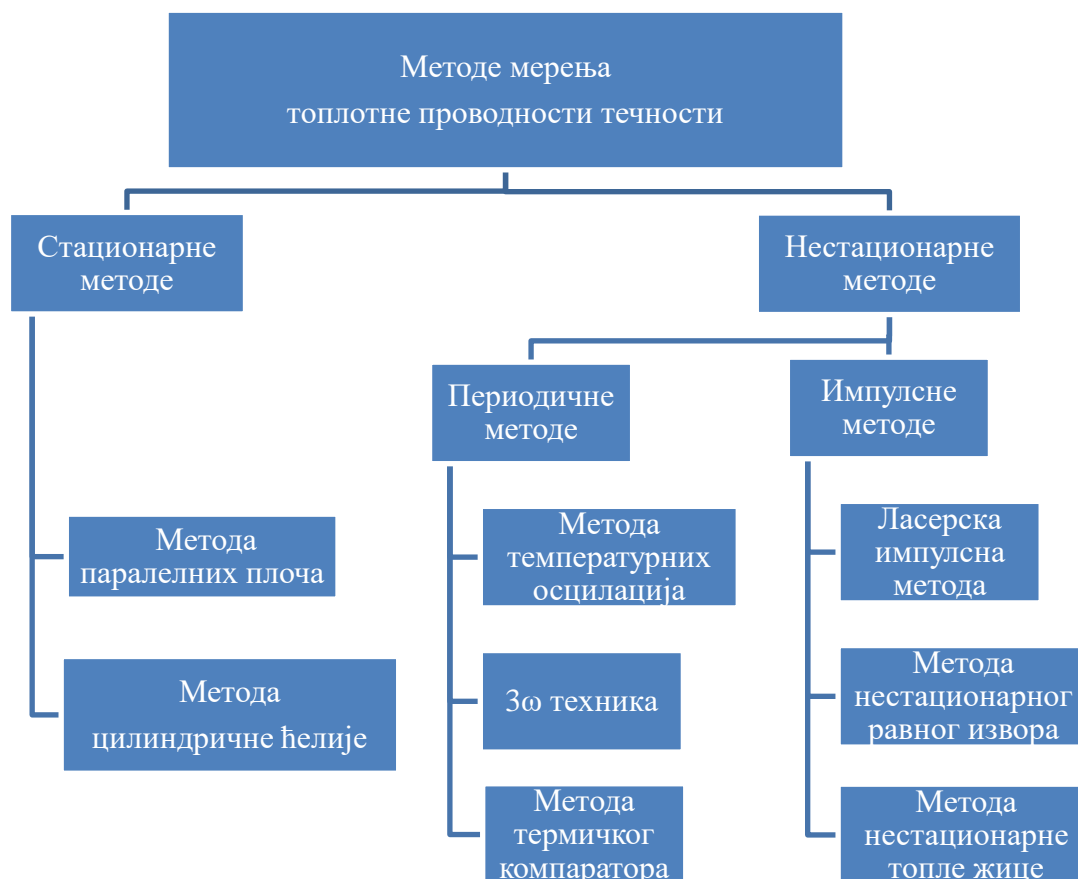 Методе мерења
топлотне проводности течности
Стационарне
методе
Нестационарне
методе
Периодичне
методе
Импулсне
методе
Метода
паралелних плоча
Метода
цилиндричне ћелије
Метода
температурних
осцилација
3ω техника
Метода
термичког
компаратора
Ласерска
импулсна
метода
Метода
нестационарног
равног извора
Метода
нестационарне
топле жице